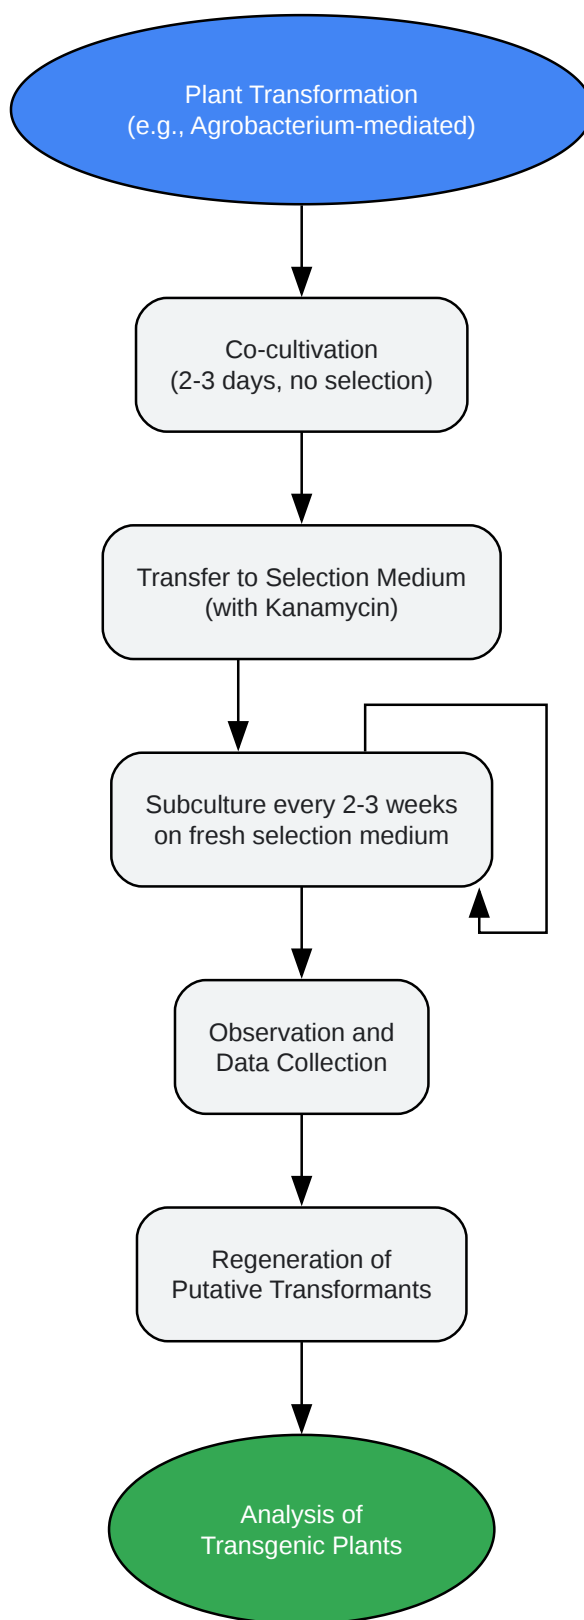 Plant Transformation
(e.g., Agrobacterium-mediated)
Co-cultivation
(2-3 days, no selection)
Transfer to Selection Medium
(with Kanamycin)
Subculture every 2-3 weeks
on fresh selection medium
Observation and
Data Collection
Regeneration of
Putative Transformants
Analysis of
Transgenic Plants